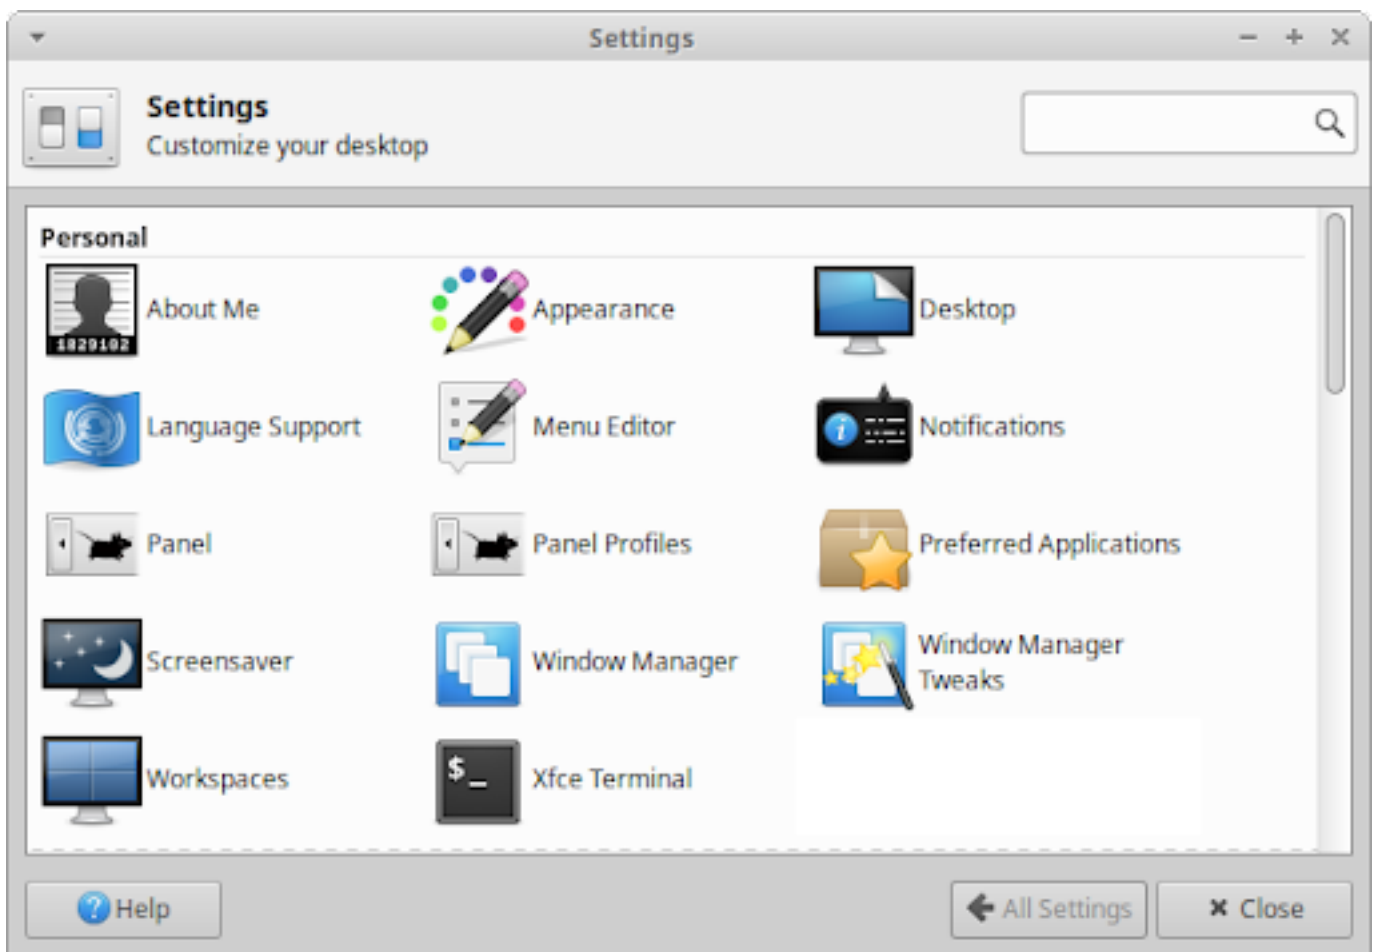 Settings
Settings
Customize your desktop
Personal
About Me
Appearance
Desktop
1829102
Language Support
Menu Editor
Notifications
Panel
Panel Profiles
Preferred Applications
Screensaver
Window Manager
Window Manager
Tweaks
$_
Workspaces
Xfce Terminal
Help
All Settings
Close